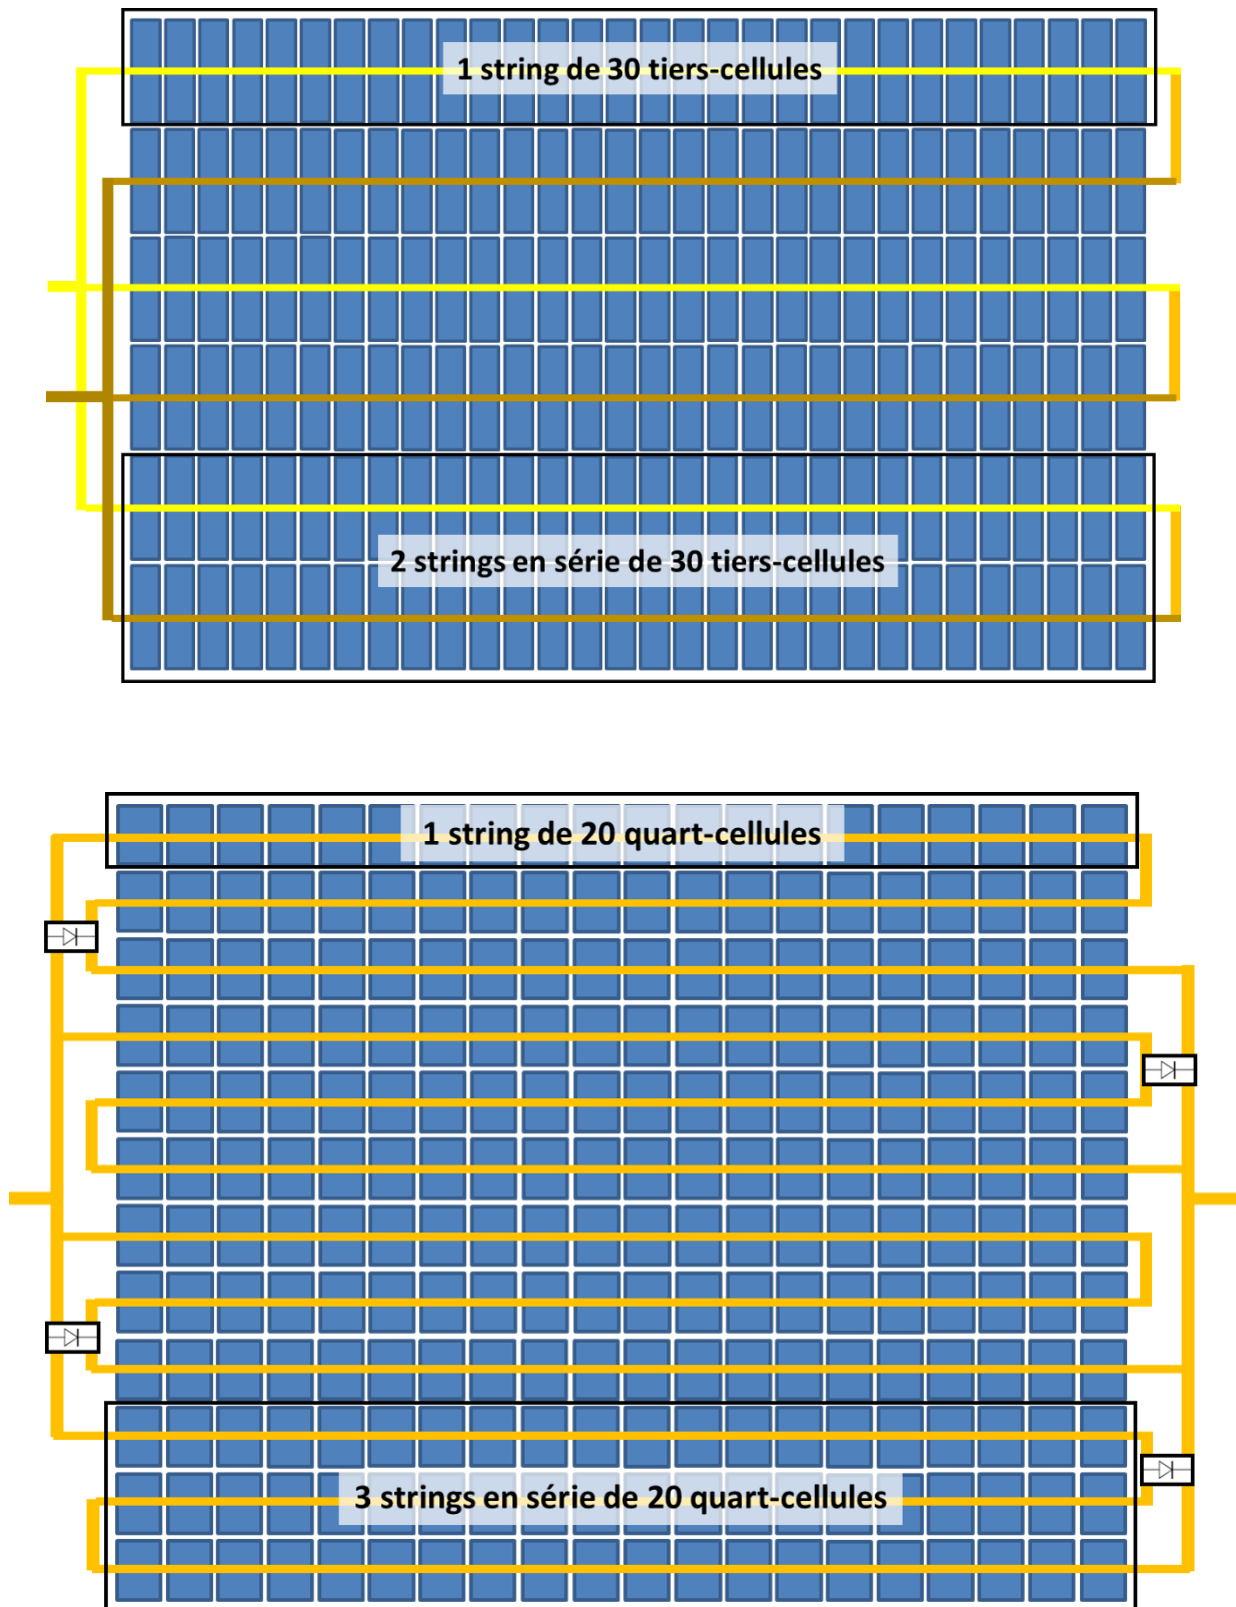 1 string de 30 tiers-cellules
2 strings en série de 30 tiers-cellules
1 string de 20 quart-cellules
3 strings en série de 20 quart-cellules